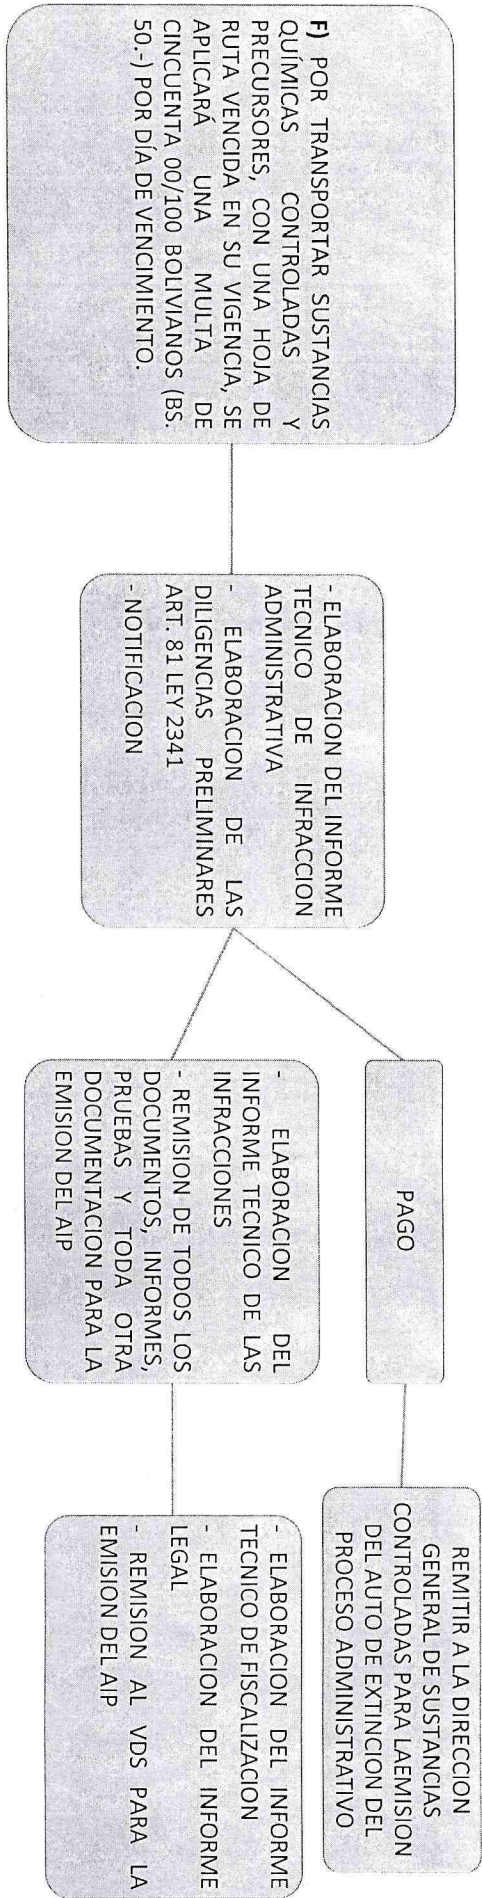 F) POR TRANSPORTAR SUSTANCIAS
QUÍMICAS CONTROLADAS Y
PRECURSORES, CON UNA HOJA DE
RUTA VENCIDA EN SU VIGENCIA, SE
APLICARÁ UNA MULTA DE
CINCUENTA 00/100 BOLIVIANOS (BS.
50.-) POR DÍA DE VENCIMIENTO.
- ELABORACION DEL INFORME
TECNICO DE INFRACCION
ADMINISTRATIVA
- ELABORACION DE LAS
DILIGENCIAS PRELIMINARES
ART. 81 LEY 2341
- NOTIFICACION
PAGO
REMITIR A LA DIRECCION
GENERAL DE SUSTANCIAS
CONTROLADAS PARA LAEMISION
DEL AUTO DE EXTINCION DEL
PROCESO ADMINISTRATIVO
- ELABORACION DEL
INFORME TECNICO DE LAS
INFRACCIONES
- REMISION DE TODOS LOS
DOCUMENTOS, INFORMES,
PRUEBAS Y TODA OTRA
DOCUMENTACION PARA LA
EMISION DEL AIP
- ELABORACION DEL INFORME
TECNICO DE FISCALIZACION
- ELABORACION DEL INFORME
LEGAL
- REMISION AL VDS PARA LA
EMISION DEL AIP